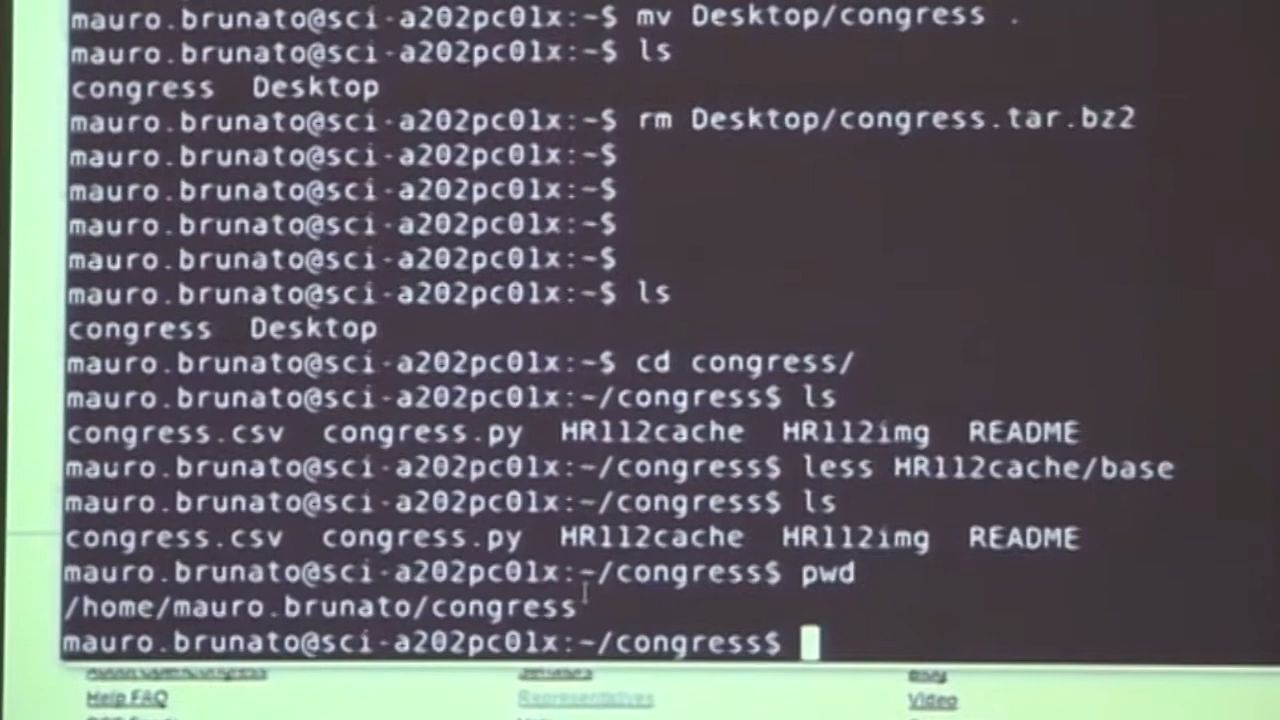 mauro.brunato@sci-a202pc01x:~$ mv Desktop/congress .
mauro.brunato@sci-a202pc01x:~$ ls
congress  Desktop
mauro.brunato@sci-a202pc01x:~$ rm Desktop/congress.tar.bz2
mauro.brunato@sci-a202pc01x:~$
mauro.brunato@sci-a202pc01x:~$
mauro.brunato@sci-a202pc01x:~$
mauro.brunato@sci-a202pc01x:~$
mauro.brunato@sci-a202pc01x:~$ ls
congress  Desktop
mauro.brunato@sci-a202pc01x:~$ cd congress/
mauro.brunato@sci-a202pc01x:~/congress$ ls
congress.csv  congress.py  HR112cache  HR112img  README
mauro.brunato@sci-a202pc01x:~/congress$ less HR112cache/base
mauro.brunato@sci-a202pc01x:~/congress$ ls
congress.csv  congress.py  HR112cache  HR112img  README
mauro.brunato@sci-a202pc01x:~/congress$ pwd
/home/mauro.brunato/congress
mauro.brunato@sci-a202pc01x:~/congress$
Help FAQ  Representatives  Video